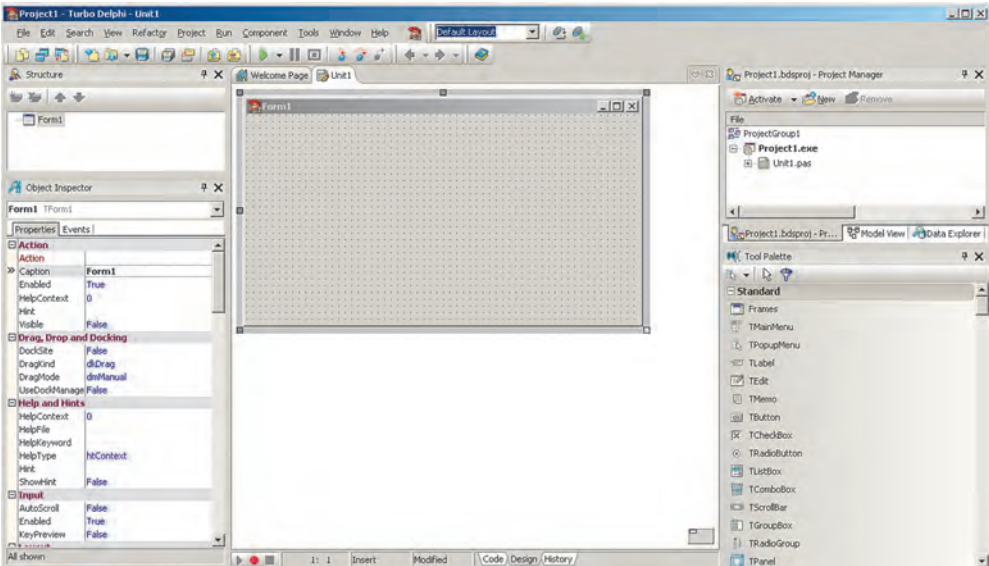 Project1 - Turbo Delphi - Unit1
File Edit Search View Refactor Project Run Component Tools Window Help Default Layout
Structure
Welcome Page Unit1
Project1.bdsproj - Project Manager
Form1
Form1
Activate New Remove
File
ProjectGroup1
Project1.exe
Unit1.pas
Project1.bdsproj - Pr... Model View Data Explorer
Object Inspector
Form1 TForm1
Properties Events
Action
Action
Caption Form1
Enabled True
HelpContext 0
Hint
Visible False
Drag, Drop and Docking
DockSite False
DragKind dkDrag
DragMode dmManual
UseDockManage False
Help and Hints
HelpContext 0
HelpFile
HelpKeyword
HelpType htContext
Hint
ShowHint False
Input
AutoScroll False
Enabled True
KeyPreview False
All shown
1: 1 Insert Modified Code Design History
Tool Palette
Standard
Frames
TMainMenu
TPopupMenu
TLabel
TEdit
TMemo
TButton
TCheckBox
TRadioButton
TListBox
TComboBox
TScrollBar
TGroupBox
TRadioGroup
TPanel